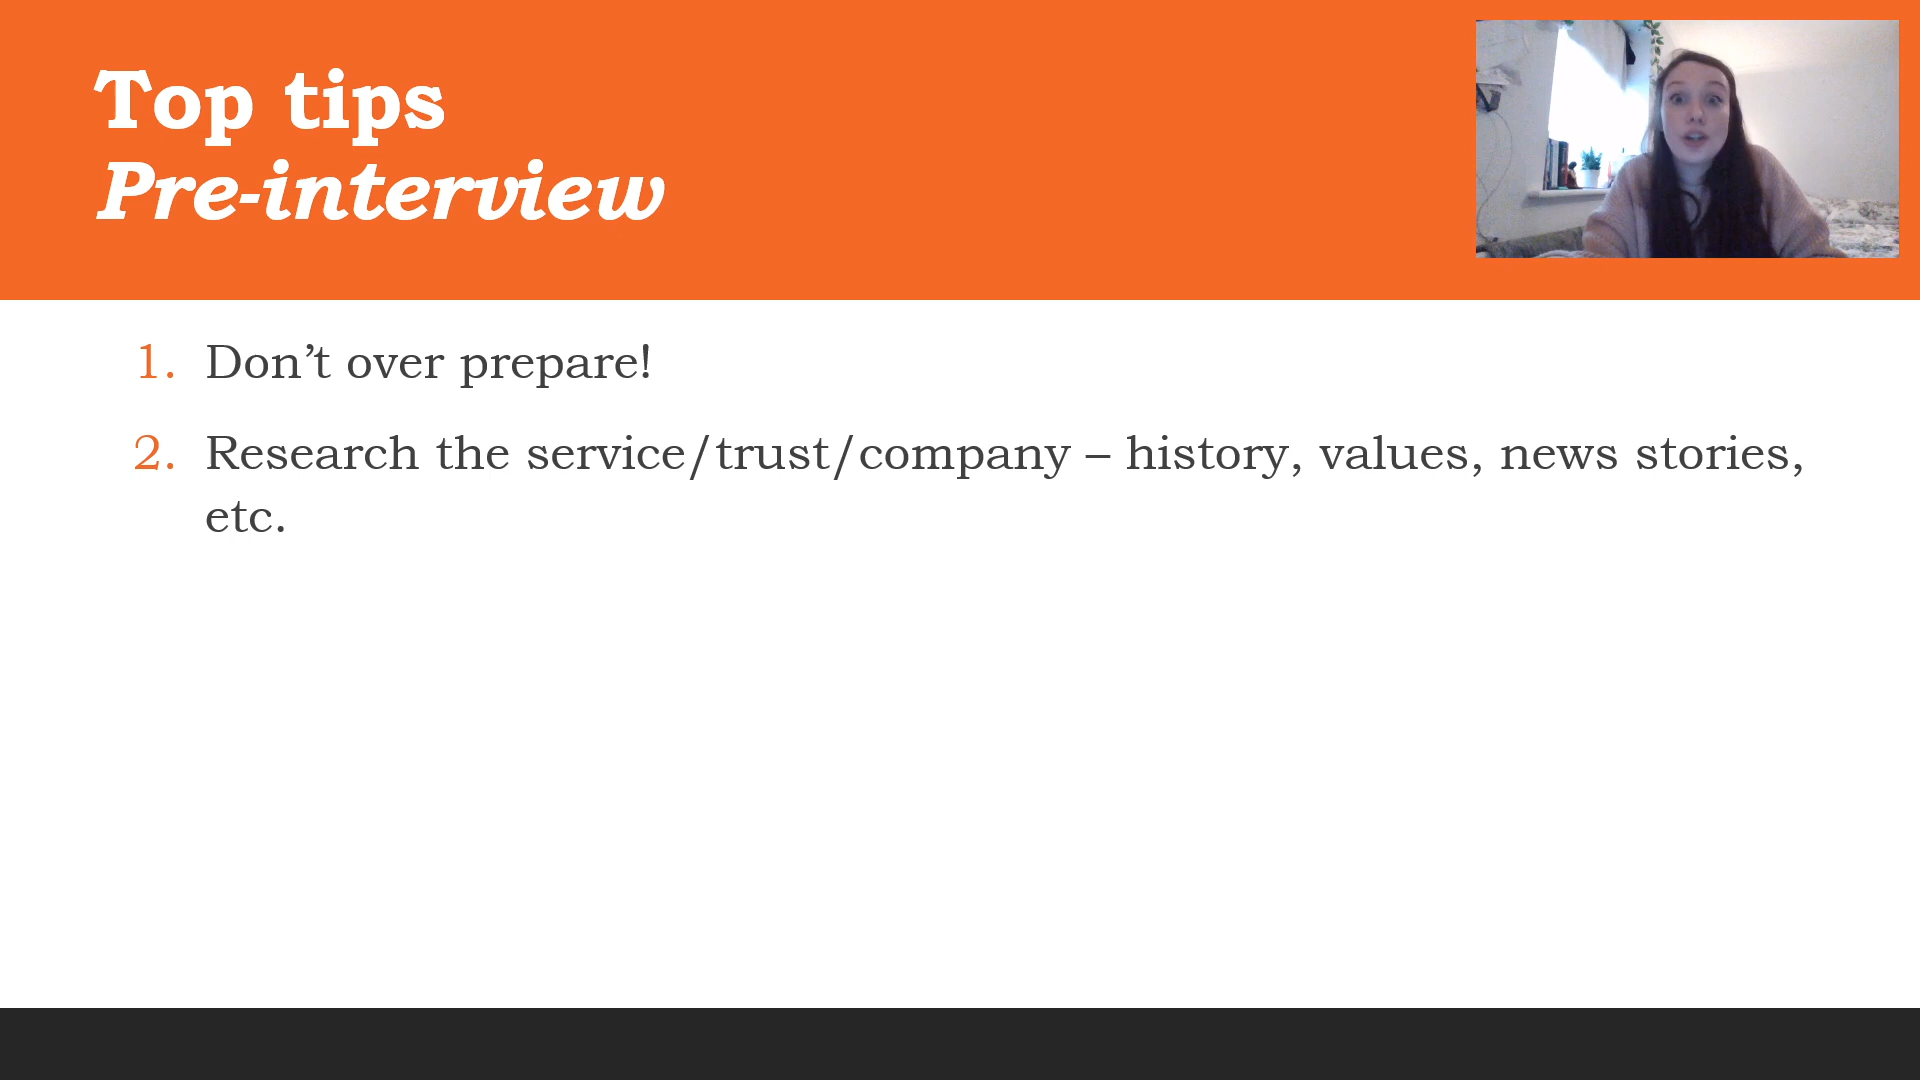 Top tips
Pre-interview
1. Don’t over prepare!
2. Research the service/trust/company – history, values, news stories,
etc.